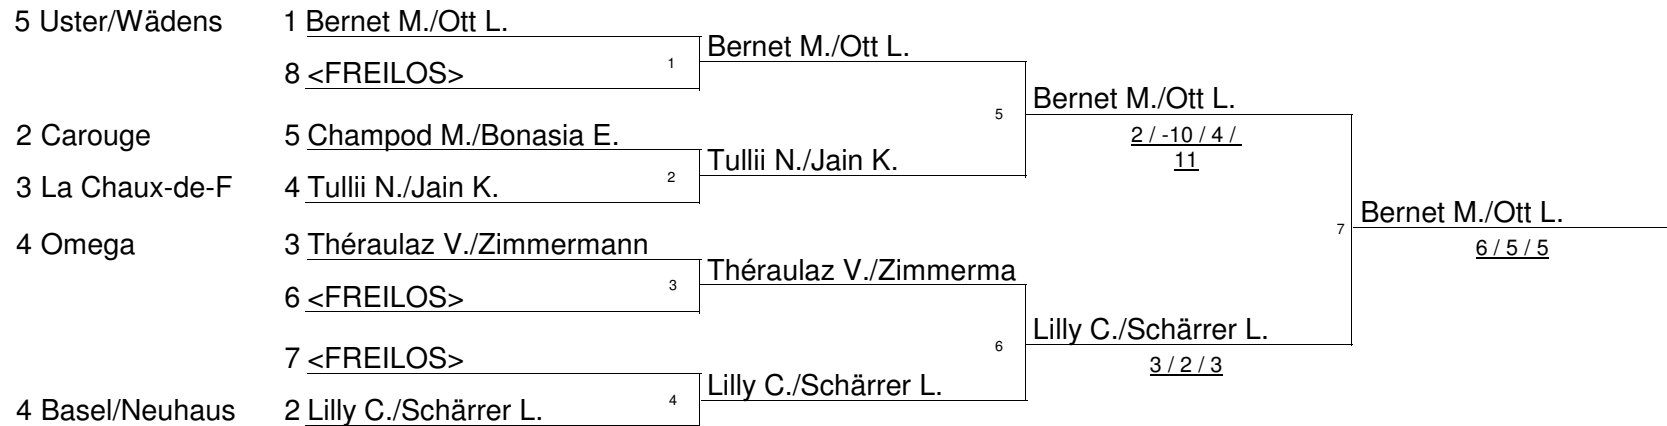 5 Uster/Wädens 1 Bernet M./Ott L.
Bernet M./Ott L.
8 <FREILOS> 1
Bernet M./Ott L.
5
2 Carouge 5 Champod M./Bonasia E.
2 / -10 / 4 /
11
Tullii N./Jain K.
3 La Chaux-de-F 4 Tullii N./Jain K. 2
Bernet M./Ott L.
7
6 / 5 / 5
4 Omega 3 Théraulaz V./Zimmermann
Théraulaz V./Zimmerma
6 <FREILOS> 3
Lilly C./Schärrer L.
6
3 / 2 / 3
7 <FREILOS>
Lilly C./Schärrer L.
4 Basel/Neuhaus 2 Lilly C./Schärrer L. 4